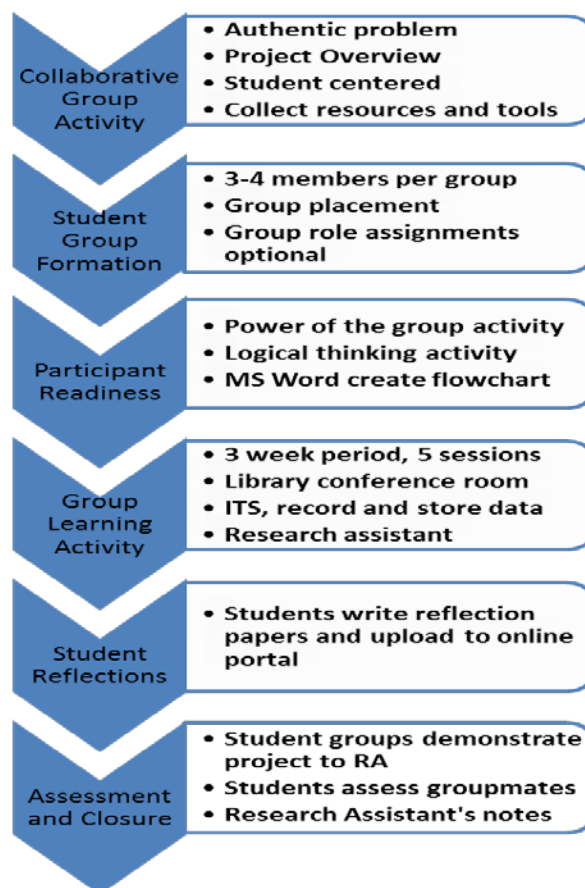 Collaborative
Group
Activity
• Authentic problem
• Project Overview
• Student centered
• Collect resources and tools
Student
Group
Formation
• 3-4 members per group
• Group placement
• Group role assignments
optional
Participant
Readiness
• Power of the group activity
• Logical thinking activity
• MS Word create flowchart
Group
Learning
Activity
• 3 week period, 5 sessions
• Library conference room
• ITS, record and store data
• Research assistant
Student
Reflections
• Students write reflection
papers and upload to online
portal
Assessment
and Closure
• Student groups demonstrate
project to RA
• Students assess groupmates
• Research Assistant's notes